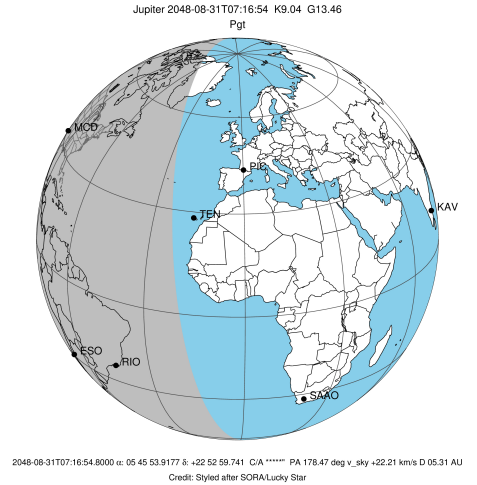 Jupiter 2048-08-31T07:16:54  K9.04  G13.46
Pgt
MCD
PIC
TEN
KAV
ESO
RIO
SAAO
2048-08-31T07:16:54.8000 α: 05 45 53.9177 δ: +22 52 59.741  C/A *****"  PA 178.47 deg v_sky +22.21 km/s D 05.31 AU
Credit: Styled after SORA/Lucky Star